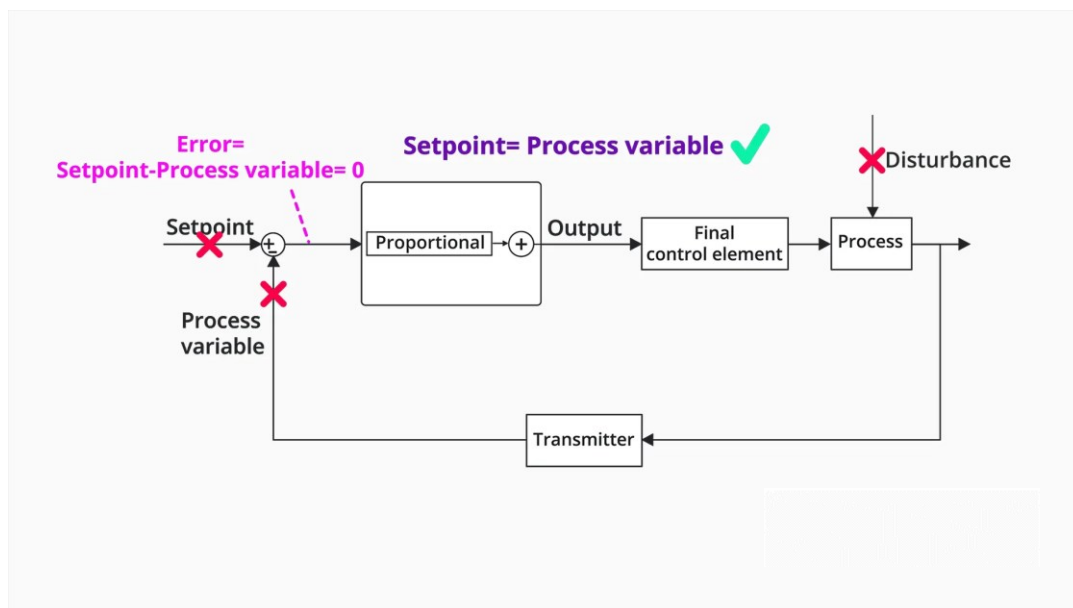 Error=
Setpoint-Process variable= 0
Setpoint= Process variable
Disturbance
Setpoint
+
-
Proportional
+
Output
Final
control element
Process
Process
variable
Transmitter